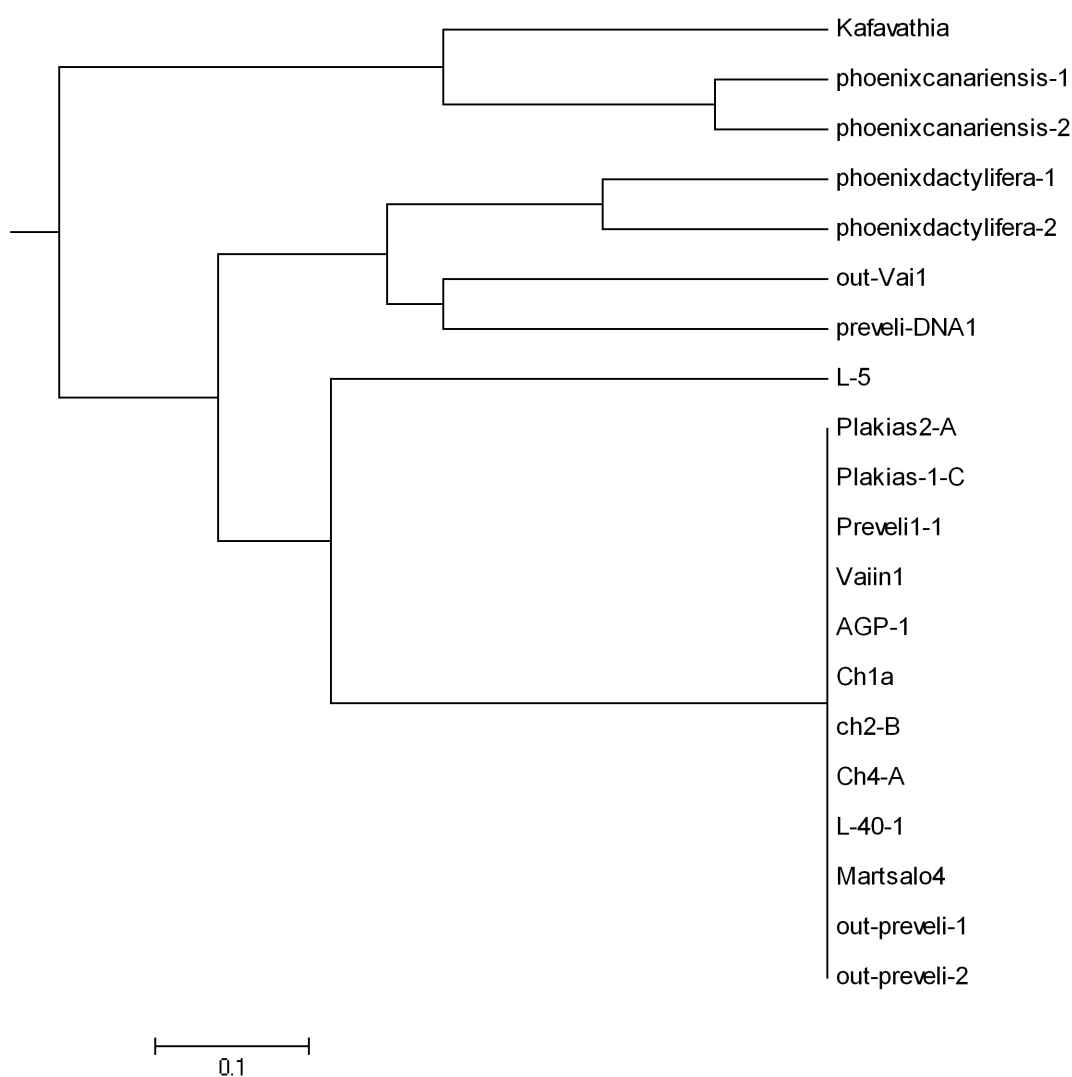 Kafavathia
phoenixcanariensis-1
phoenixcanariensis-2
phoenixdactylifera-1
phoenixdactylifera-2
out-Vai1
preveli-DNA1
L-5
Plakias2-A
Plakias-1-C
Preveli1-1
Vaiin1
AGP-1
Ch1a
ch2-B
Ch4-A
L-40-1
Martsalo4
out-preveli-1
out-preveli-2
0.1